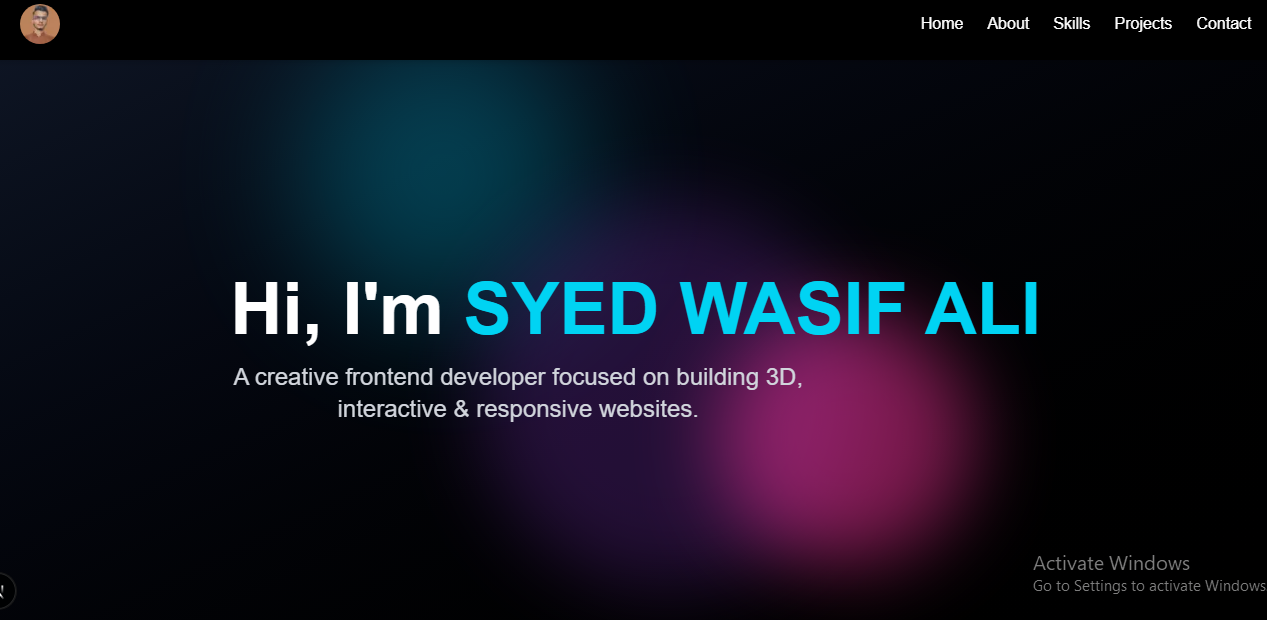 Home About Skills Projects Contact
Hi, I'm SYED WASIF ALI
A creative frontend developer focused on building 3D,
interactive & responsive websites.
Activate Windows
Go to Settings to activate Windows